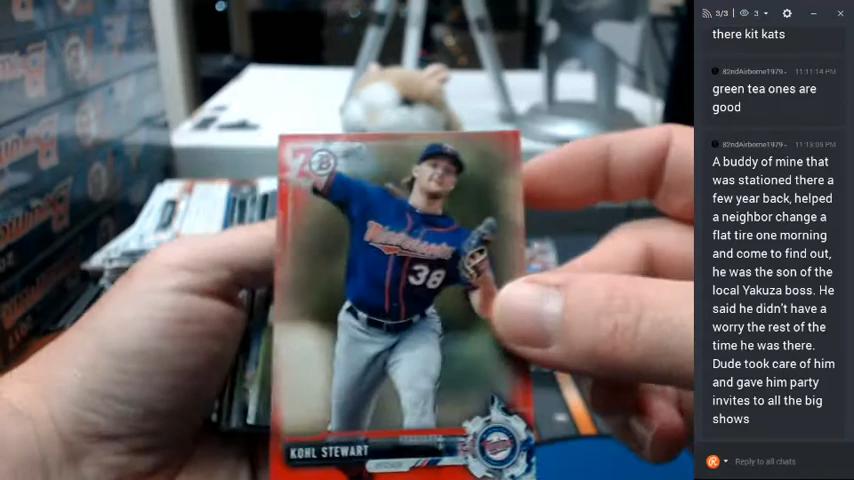 3/3
3
there kit kats
82ndAirborne1979-
11:11:14 PM
green tea ones are
good
82ndAirborne1979-
11:13:09 PM
A buddy of mine that
was stationed there a
few year back, helped
a neighbor change a
flat tire one morning
and come to find out,
he was the son of the
local Yakuza boss. He
said he didn't have a
worry the rest of the
time he was there.
Dude took care of him
and gave him party
invites to all the big
shows
Reply to all chats
B
Minnesota
38
KOHL STEWART
PITCHER